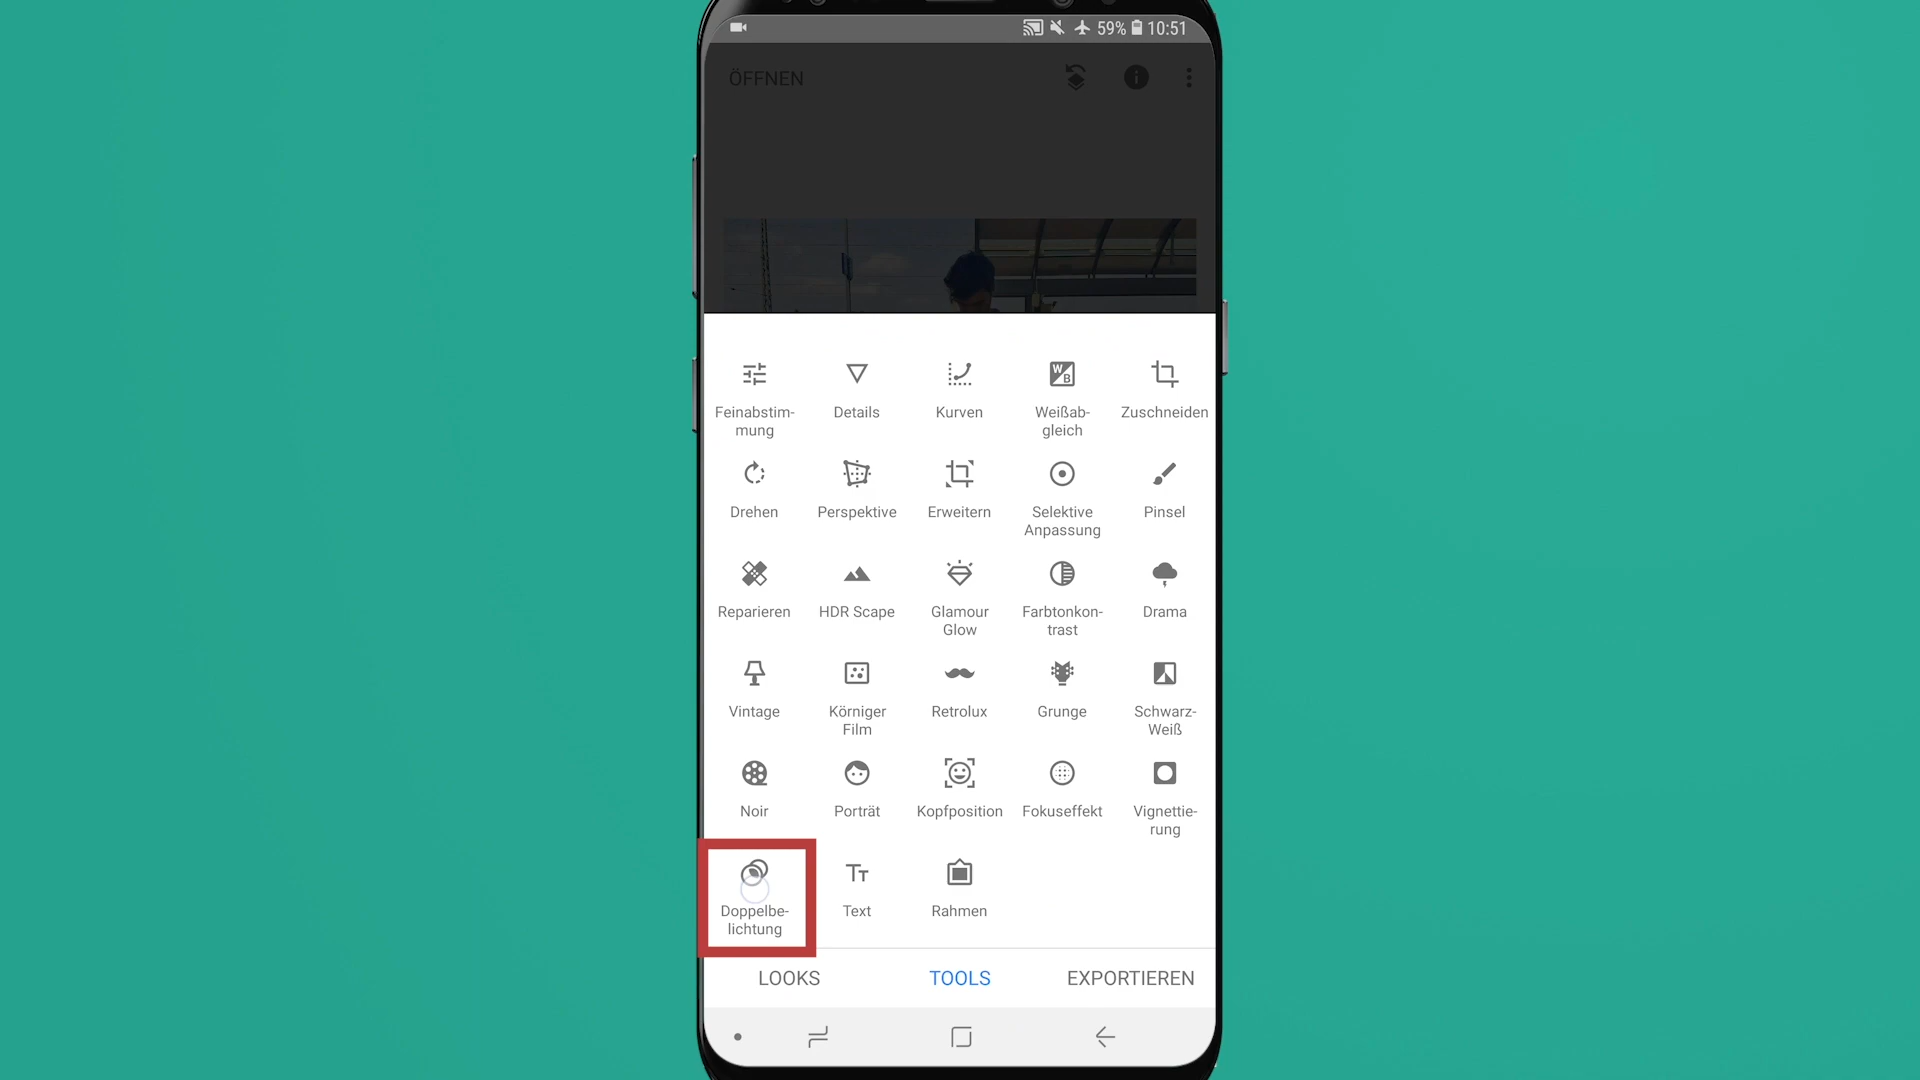 59% 10:51
ÖFFNEN
Feinabstim-
mung
Details
Kurven
WB
Weißab-
gleich
Zuschneiden
Drehen
Perspektive
Erweitern
Selektive
Anpassung
Pinsel
Reparieren
HDR Scape
Glamour
Glow
Farbtonkon-
trast
Drama
Vintage
Körniger
Film
Retrolux
Grunge
Schwarz-
Weiß
Noir
Porträt
Kopfposition
Fokuseffekt
Vignettie-
rung
Doppelbe-
lichtung
TT
Text
Rahmen
LOOKS
TOOLS
EXPORTIEREN